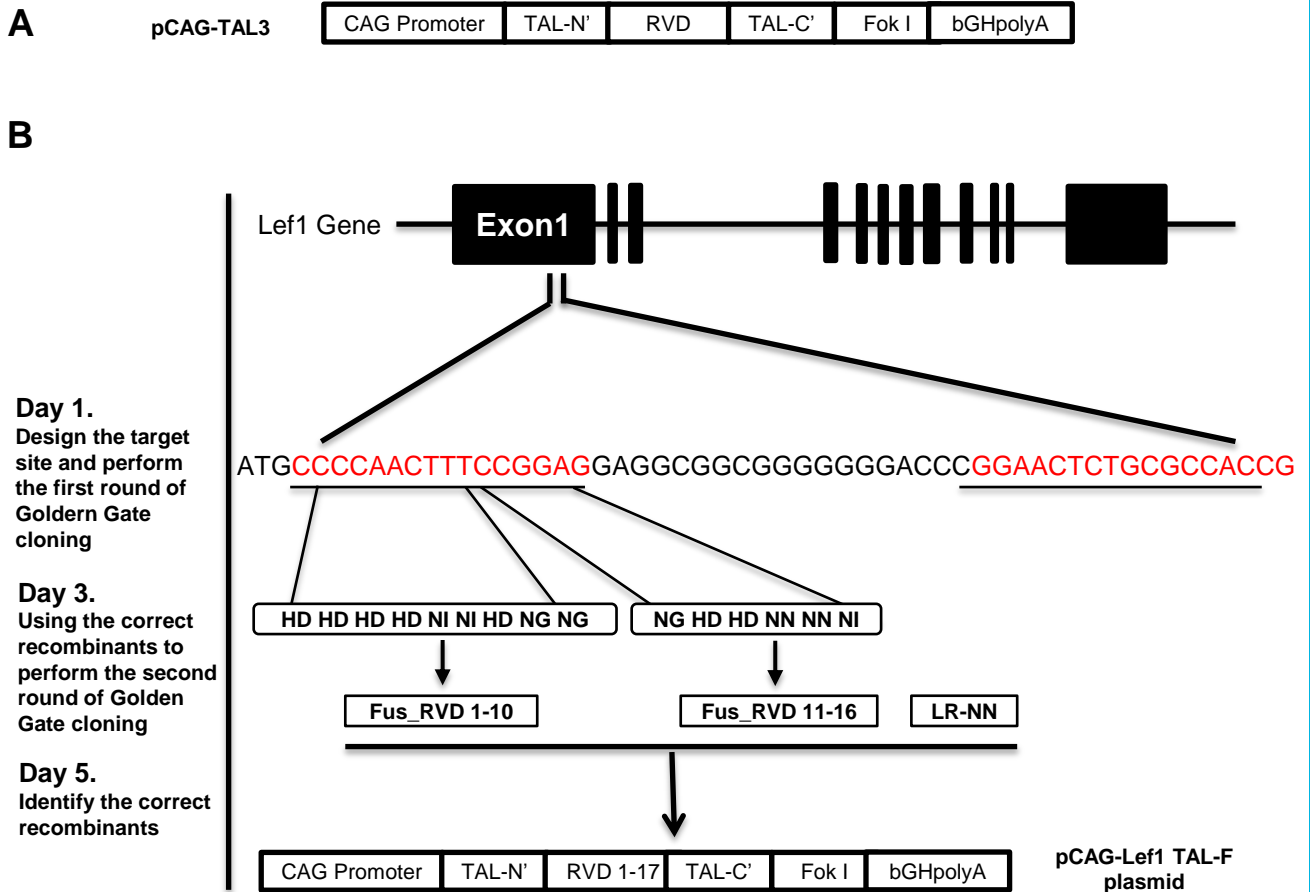 A
pCAG-TAL3
CAG Promoter TAL-N’ RVD TAL-C’ Fok I bGHpolyA
B
Lef1 Gene
Exon1
Day 1.
Design the target
site and perform
the first round of
Goldern Gate
cloning
ATGCCCCAACTTTCCGGAGGAGGCGGCGGGGGGGACCCGGAACTCTGCGCCACCG
Day 3.
Using the correct
recombinants to
perform the second
round of Golden
Gate cloning
HD HD HD HD NI NI HD NG NG
NG HD HD NN NN NI
Fus_RVD 1-10
Fus_RVD 11-16
LR-NN
Day 5.
Identify the correct
recombinants
CAG Promoter TAL-N’ RVD 1-17 TAL-C’ Fok I bGHpolyA
pCAG-Lef1 TAL-F
plasmid